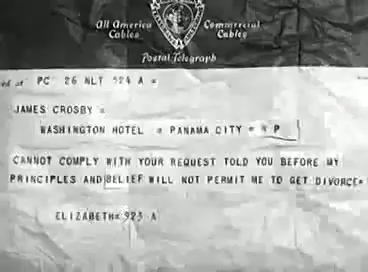 All America Commercial
Cables Cables
Postal Telegraph
PC 26 NLT 924 A =
JAMES CROSBY =
WASHINGTON HOTEL = PANAMA CITY = P
CANNOT COMPLY WITH YOUR REQUEST TOLD YOU BEFORE MY
PRINCIPLES AND BELIEF WILL NOT PERMIT ME TO GET DIVORCE=
ELIZABETH= 923 A